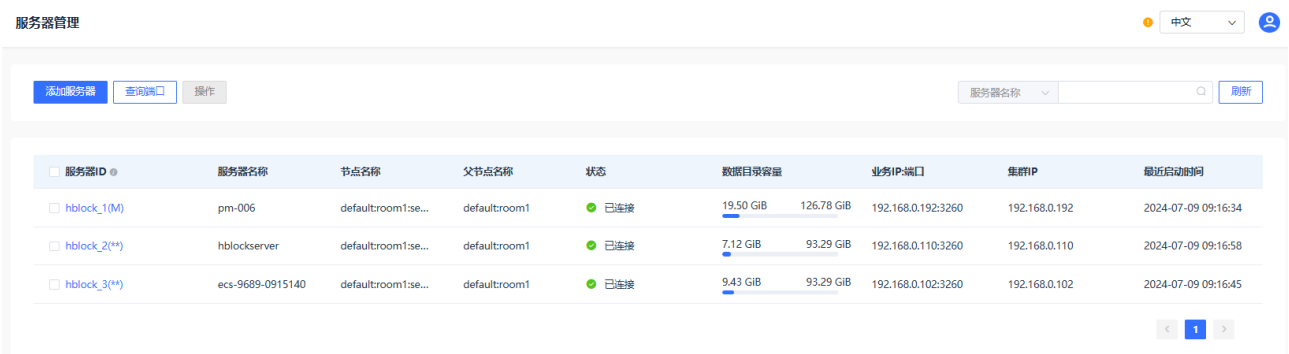 服务器管理
中文
添加服务器 查询端口 操作 服务器名称 刷新
服务器ID 服务器名称 节点名称 父节点名称 状态 数据目录容量 业务IP:端口 集群IP 最近启动时间
hblock_1(M) pm-006 default:room1:se... default:room1 已连接 19.50 GiB 126.78 GiB 192.168.0.192:3260 192.168.0.192 2024-07-09 09:16:34
hblock_2(**) hblockserver default:room1:se... default:room1 已连接 7.12 GiB 93.29 GiB 192.168.0.110:3260 192.168.0.110 2024-07-09 09:16:58
hblock_3(**) ecs-9689-0915140 default:room1:se... default:room1 已连接 9.43 GiB 93.29 GiB 192.168.0.102:3260 192.168.0.102 2024-07-09 09:16:45
1